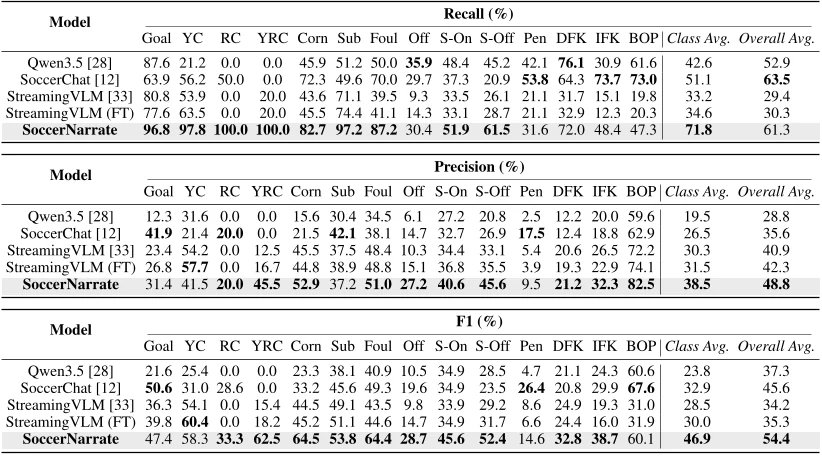 Model Recall (%)
Goal YC RC YRC Corn Sub Foul Off S-On S-Off Pen DFK IFK BOP Class Avg. Overall Avg.
Qwen3.5 [28] 87.6 21.2 0.0 0.0 45.9 51.2 50.0 35.9 48.4 45.2 42.1 76.1 30.9 61.6 42.6 52.9
SoccerChat [12] 63.9 56.2 50.0 0.0 72.3 49.6 70.0 29.7 37.3 20.9 53.8 64.3 73.7 73.0 51.1 63.5
StreamingVLM [33] 80.8 53.9 0.0 20.0 43.6 71.1 39.5 9.3 33.5 26.1 21.1 31.7 15.1 19.8 33.2 29.4
StreamingVLM (FT) 77.6 63.5 0.0 20.0 45.5 74.4 41.1 14.3 33.1 28.7 21.1 32.9 12.3 20.3 34.6 30.3
SoccerNarrate 96.8 97.8 100.0 100.0 82.7 97.2 87.2 30.4 51.9 61.5 31.6 72.0 48.4 47.3 71.8 61.3
Model Precision (%)
Goal YC RC YRC Corn Sub Foul Off S-On S-Off Pen DFK IFK BOP Class Avg. Overall Avg.
Qwen3.5 [28] 12.3 31.6 0.0 0.0 15.6 30.4 34.5 6.1 27.2 20.8 2.5 12.2 20.0 59.6 19.5 28.8
SoccerChat [12] 41.9 21.4 20.0 0.0 21.5 42.1 38.1 14.7 32.7 26.9 17.5 12.4 18.8 62.9 26.5 35.6
StreamingVLM [33] 23.4 54.2 0.0 12.5 45.5 37.5 48.4 10.3 34.4 33.1 5.4 20.6 26.5 72.2 30.3 40.9
StreamingVLM (FT) 26.8 57.7 0.0 16.7 44.8 38.9 48.8 15.1 36.8 35.5 3.9 19.3 22.9 74.1 31.5 42.3
SoccerNarrate 31.4 41.5 20.0 45.5 52.9 37.2 51.0 27.2 40.6 45.6 9.5 21.2 32.3 82.5 38.5 48.8
Model F1 (%)
Goal YC RC YRC Corn Sub Foul Off S-On S-Off Pen DFK IFK BOP Class Avg. Overall Avg.
Qwen3.5 [28] 21.6 25.4 0.0 0.0 23.3 38.1 40.9 10.5 34.9 28.5 4.7 21.1 24.3 60.6 23.8 37.3
SoccerChat [12] 50.6 31.0 28.6 0.0 33.2 45.6 49.3 19.6 34.9 23.5 26.4 20.8 29.9 67.6 32.9 45.6
StreamingVLM [33] 36.3 54.1 0.0 15.4 44.5 49.1 43.5 9.8 33.9 29.2 8.6 24.9 19.3 31.0 28.5 34.2
StreamingVLM (FT) 39.8 60.4 0.0 18.2 45.2 51.1 44.6 14.7 34.9 31.7 6.6 24.4 16.0 31.9 30.0 35.3
SoccerNarrate 47.4 58.3 33.3 62.5 64.5 53.8 64.4 28.7 45.6 52.4 14.6 32.8 38.7 60.1 46.9 54.4